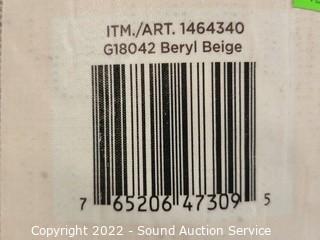 ITM./ART. 1464340
G18042 Beryl Beige
7 65206 47309 5
Copyright 2022 - Sound Auction Service